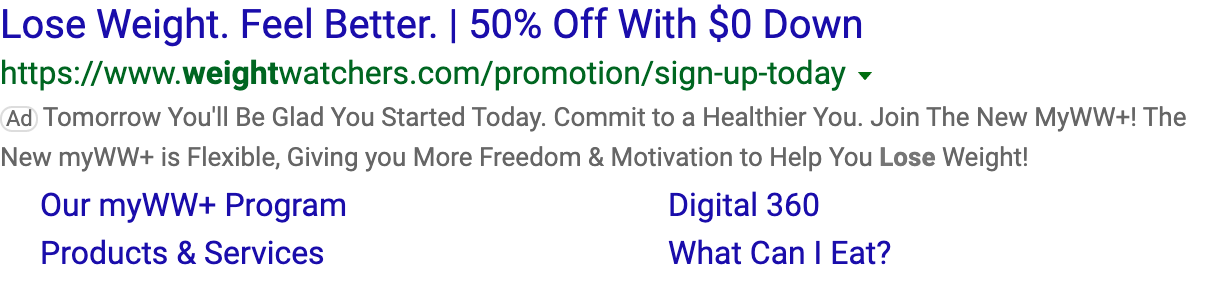 Lose Weight. Feel Better. | 50% Off With $0 Down
https://www.weightwatchers.com/promotion/sign-up-today
Ad Tomorrow You'll Be Glad You Started Today. Commit to a Healthier You. Join The New MyWW+! The
New myWW+ is Flexible, Giving you More Freedom & Motivation to Help You Lose Weight!
Our myWW+ Program Digital 360
Products & Services What Can I Eat?